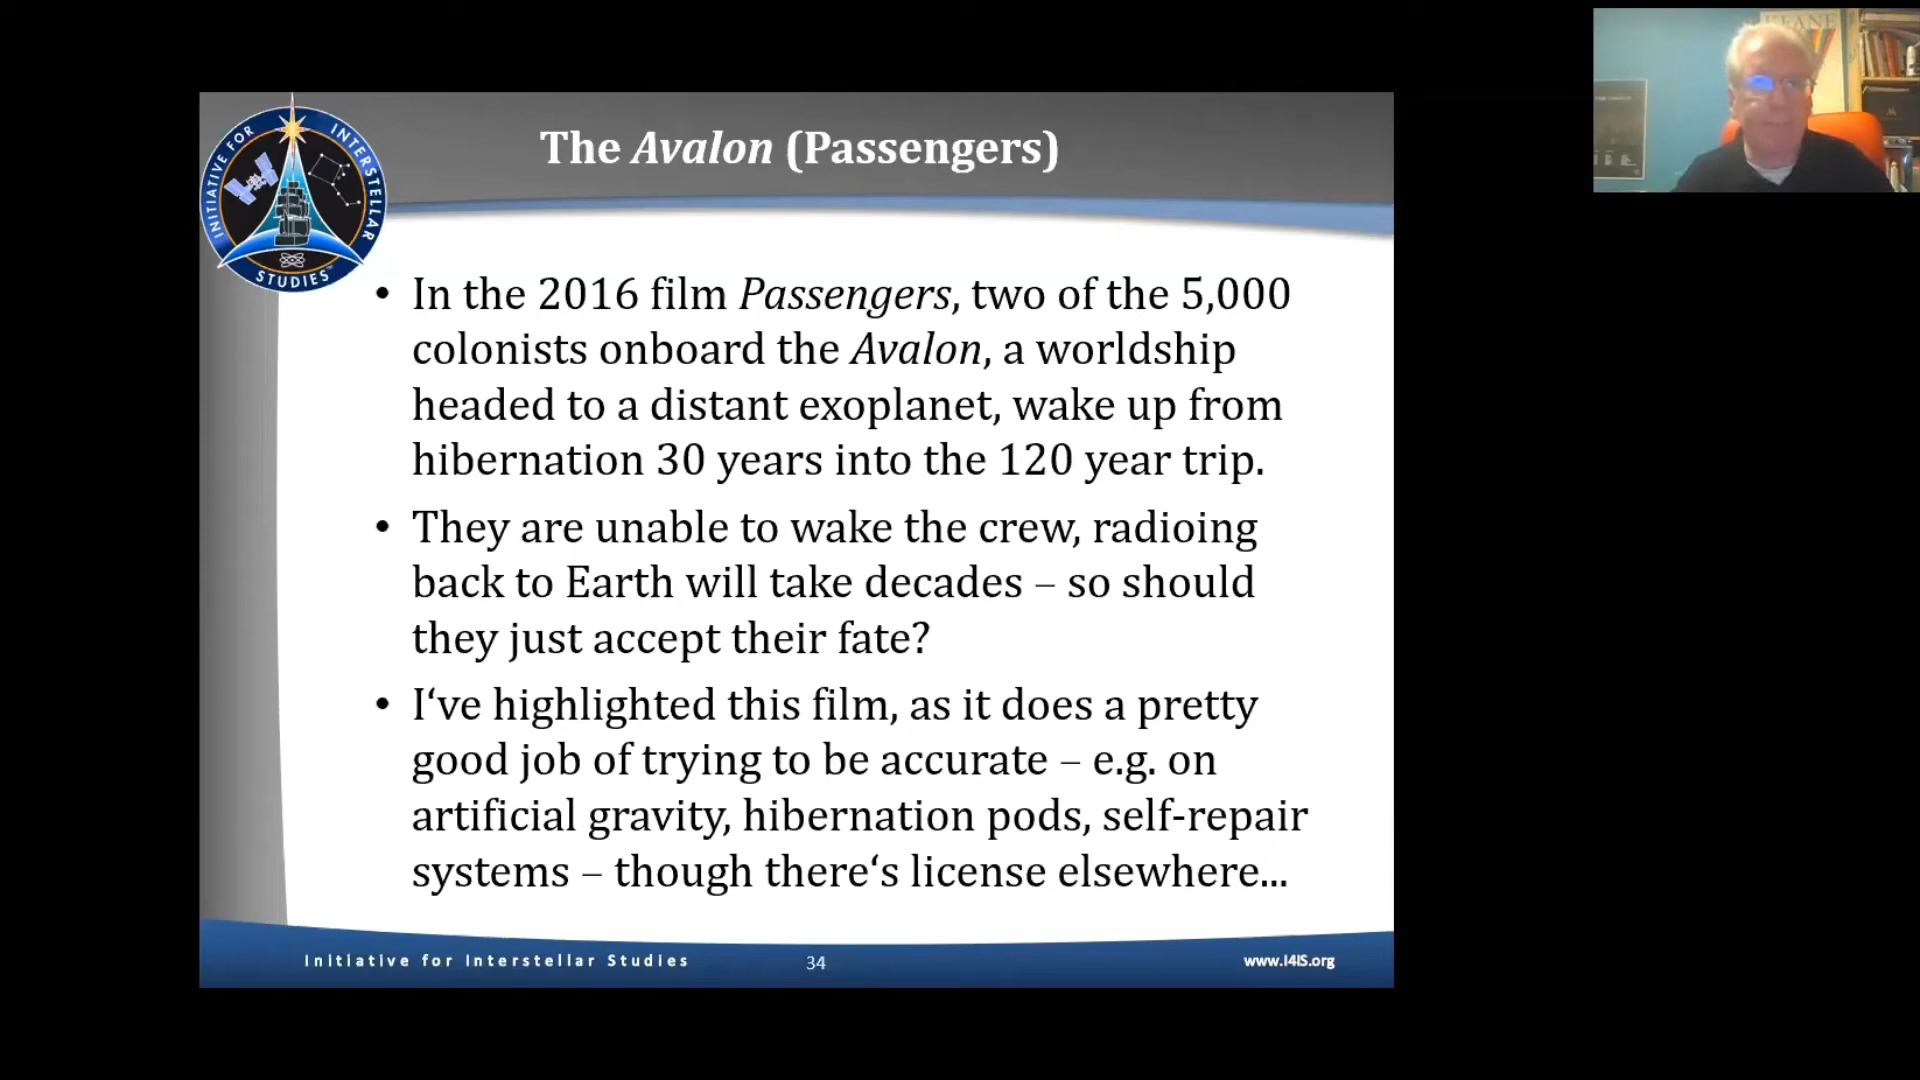 INITIATIVE FOR INTERSTELLAR
STUDIES™
The Avalon (Passengers)
KEANE
• In the 2016 film Passengers, two of the 5,000
colonists onboard the Avalon, a worldship
headed to a distant exoplanet, wake up from
hibernation 30 years into the 120 year trip.
• They are unable to wake the crew, radioing
back to Earth will take decades – so should
they just accept their fate?
• I‘ve highlighted this film, as it does a pretty
good job of trying to be accurate – e.g. on
artificial gravity, hibernation pods, self-repair
systems – though there‘s license elsewhere...
Initiative for Interstellar Studies
34
www.I4IS.org